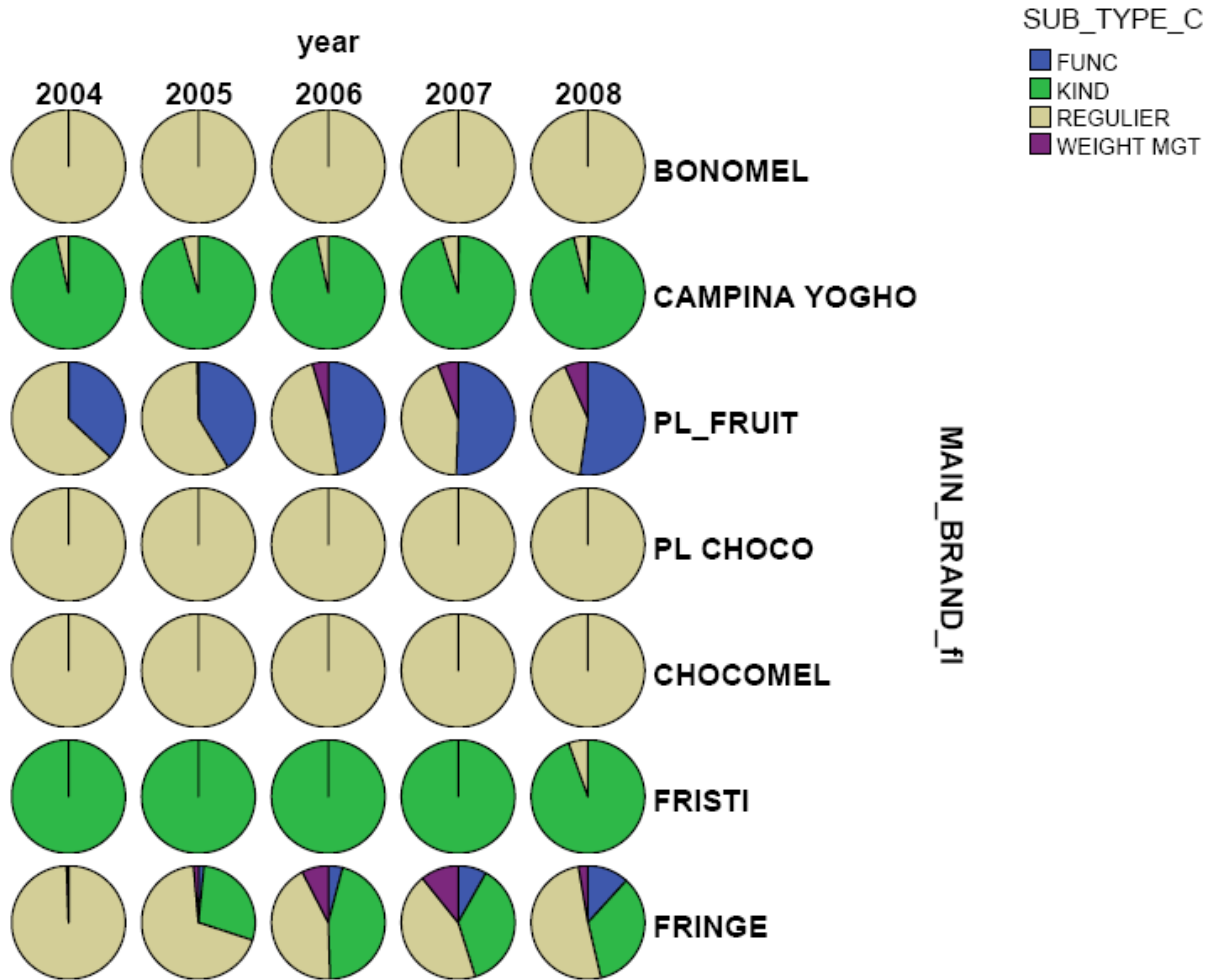 year
2004 2005 2006 2007 2008
BONOMEL
CAMPINA YOGHO
PL_FRUIT
PL CHOCO
CHOCOMEL
FRISTI
FRINGE
MAIN_BRAND_fl
SUB_TYPE_C
FUNC
KIND
REGULIER
WEIGHT MGT